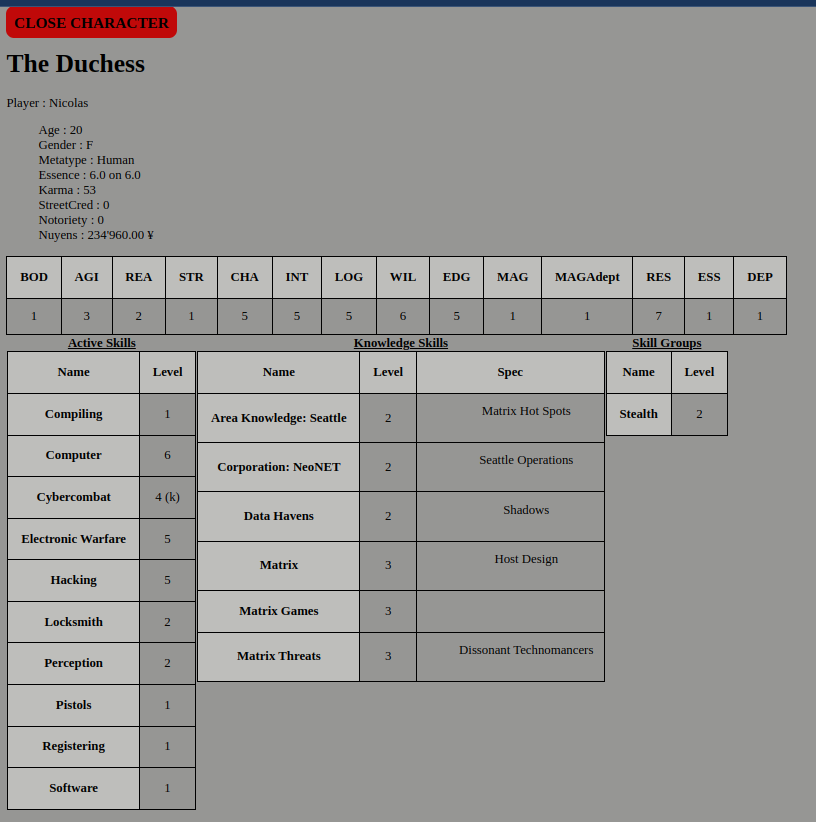 CLOSE CHARACTER
The Duchess
Player : Nicolas
Age : 20
Gender : F
Metatype : Human
Essence : 6.0 on 6.0
Karma : 53
StreetCred : 0
Notoriety : 0
Nuyens : 234'960.00 ¥
BOD AGI REA STR CHA INT LOG WIL EDG MAG MAGAdept RES ESS DEP
1 3 2 1 5 5 5 6 5 1 1 7 1 1
Active Skills
Name Level
Compiling 1
Computer 6
Cybercombat 4 (k)
Electronic Warfare 5
Hacking 5
Locksmith 2
Perception 2
Pistols 1
Registering 1
Software 1
Knowledge Skills
Name Level Spec
Area Knowledge: Seattle 2 Matrix Hot Spots
Corporation: NeoNET 2 Seattle Operations
Data Havens 2 Shadows
Matrix 3 Host Design
Matrix Games 3
Matrix Threats 3 Dissonant Technomancers
Skill Groups
Name Level
Stealth 2